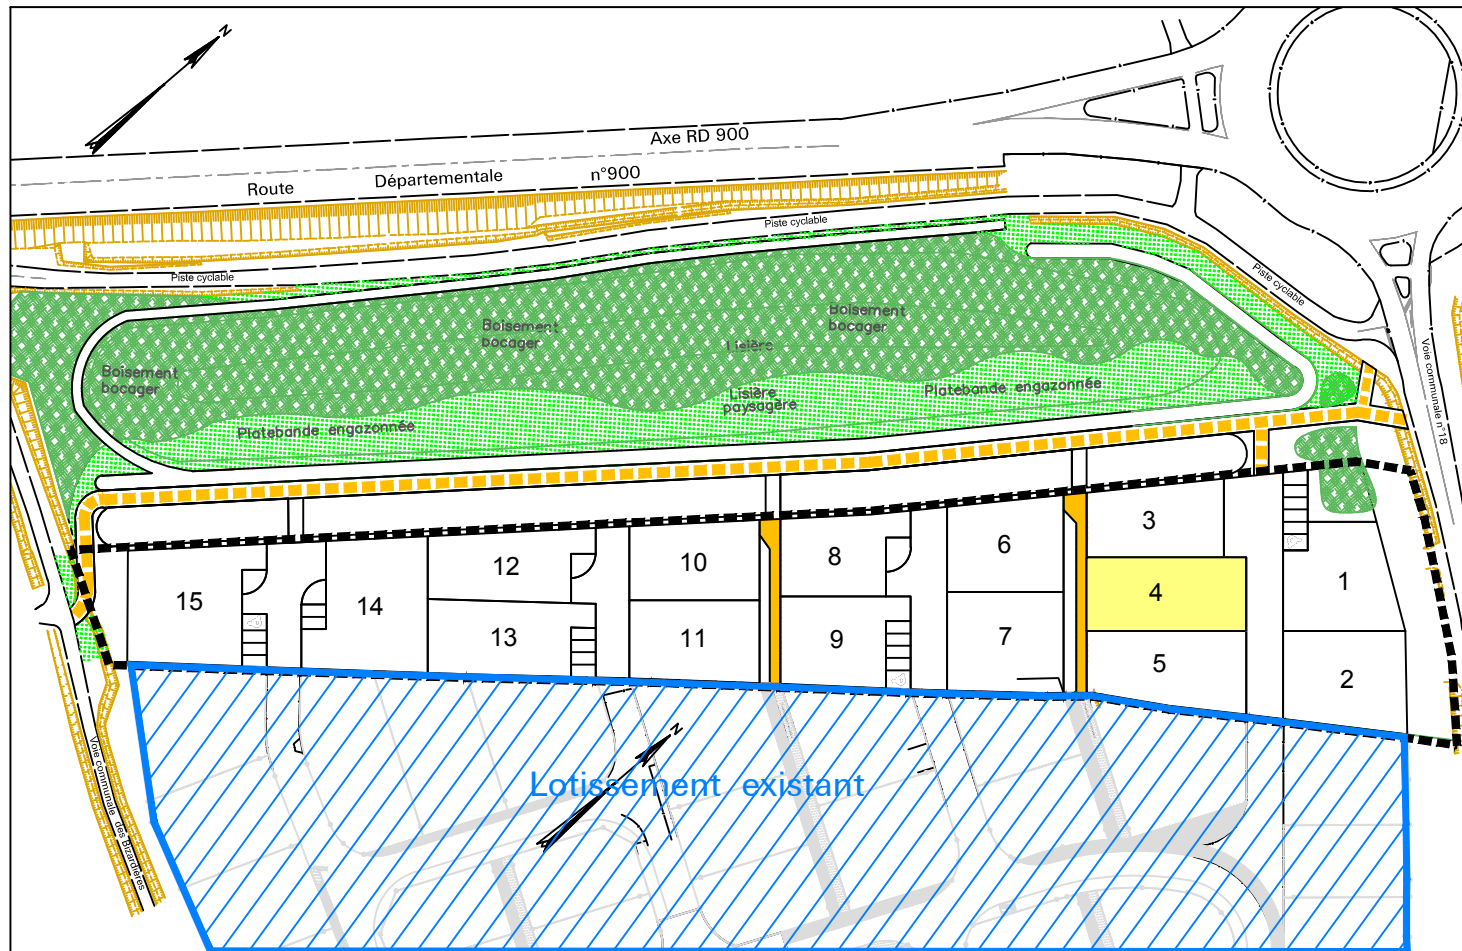 N
Axe RD 900
Route Départementale n°900
Piste cyclable
Piste cyclable
Piste cyclable
Voie communale n°18
Boisement
bocager
Boisement
bocager
Boisement
bocager
Lisière
Lisière
paysagère
Platebande engazonnée
Platebande engazonnée
15
14
12
13
10
11
8
9
6
7
3
4
5
1
2
Voie communale des Bizardières
N
Lotissement existant